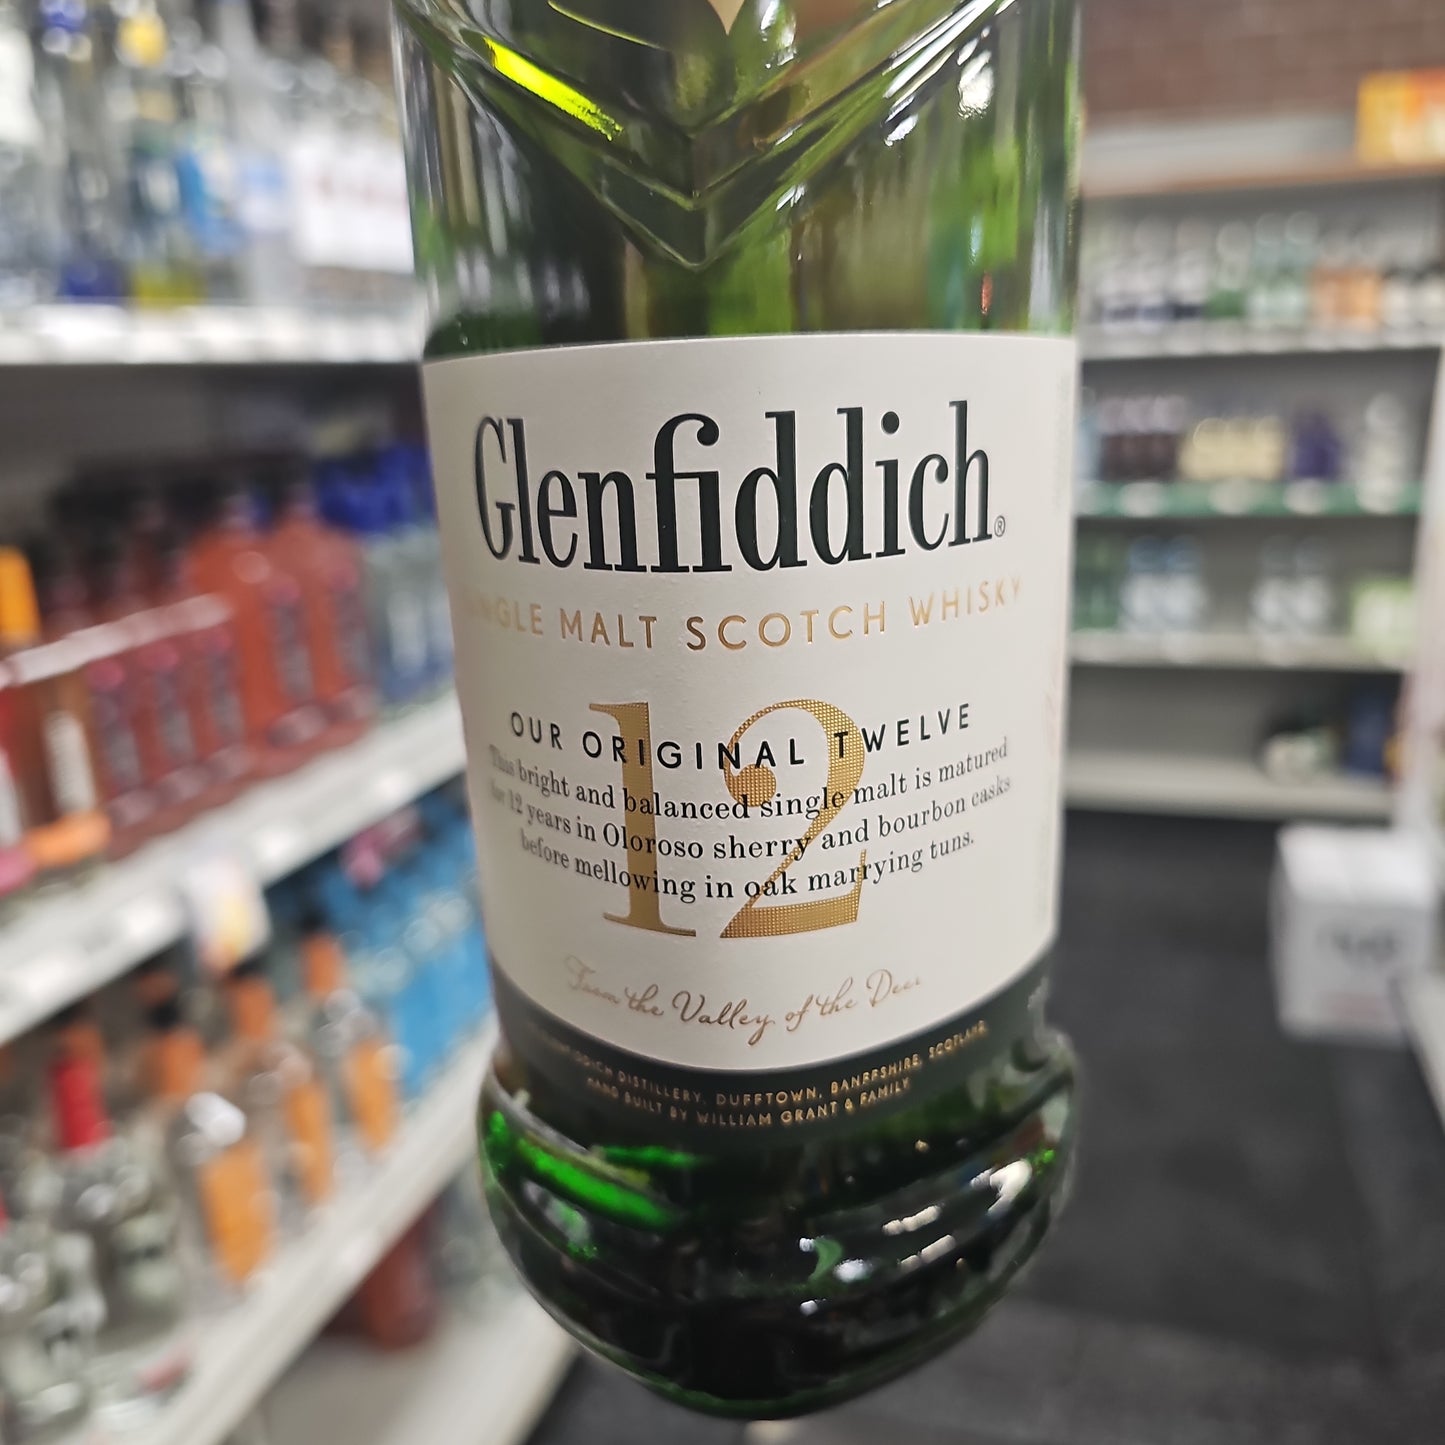 Glenfiddich®
SINGLE MALT SCOTCH WHISKY
12
OUR ORIGINAL TWELVE
This bright and balanced single malt is matured
for 12 years in Oloroso sherry and bourbon casks
before mellowing in oak marrying tuns.
From the Valley of the Deer
DISTILLERY, DUFFTOWN, BANFFSHIRE, SCOTLAND
HAND BUILT BY WILLIAM GRANT & FAMILY